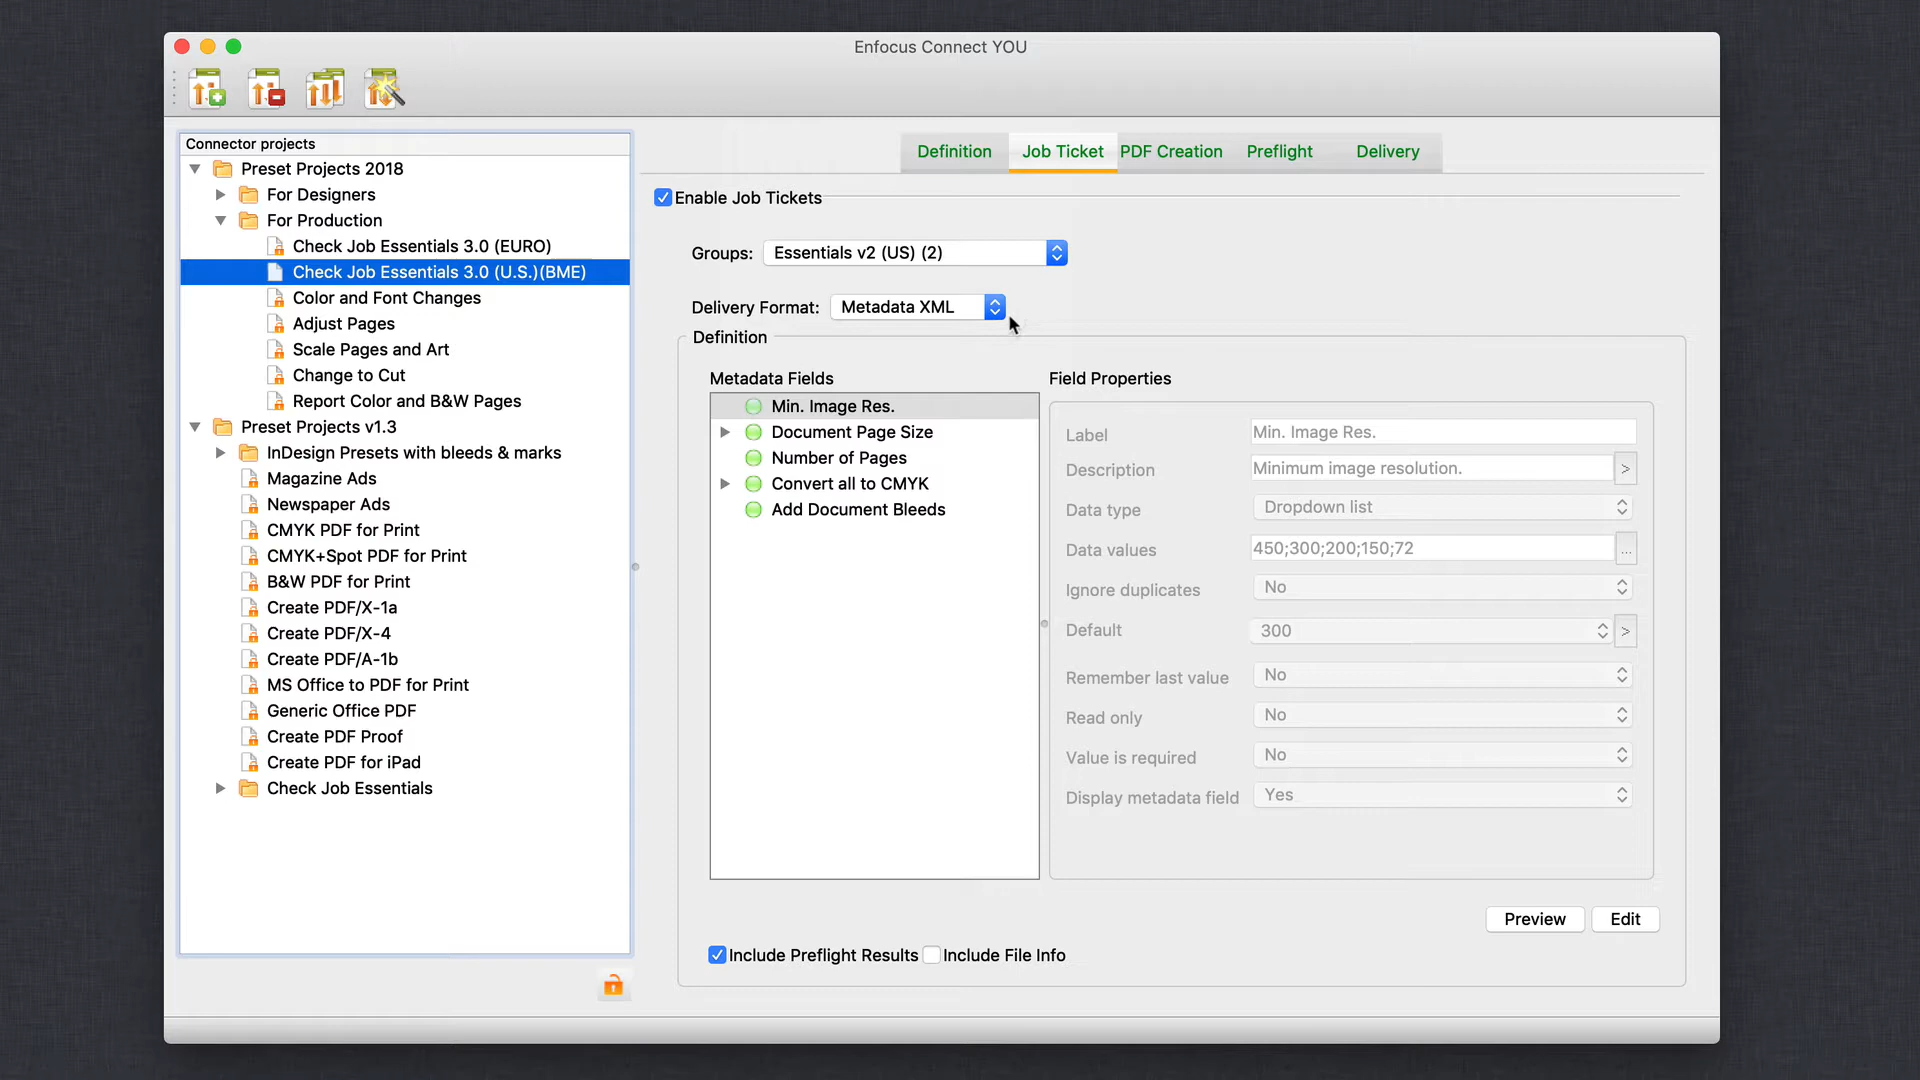 Enfocus Connect YOU
Connector projects
Preset Projects 2018
For Designers
For Production
Check Job Essentials 3.0 (EURO)
Check Job Essentials 3.0 (U.S.)(BME)
Color and Font Changes
Adjust Pages
Scale Pages and Art
Change to Cut
Report Color and B&W Pages
Preset Projects v1.3
InDesign Presets with bleeds & marks
Magazine Ads
Newspaper Ads
CMYK PDF for Print
CMYK+Spot PDF for Print
B&W PDF for Print
Create PDF/X-1a
Create PDF/X-4
Create PDF/A-1b
MS Office to PDF for Print
Generic Office PDF
Create PDF Proof
Create PDF for iPad
Check Job Essentials
Definition Job Ticket PDF Creation Preflight Delivery
Enable Job Tickets
Groups: Essentials v2 (US) (2)
Delivery Format: Metadata XML
Definition
Metadata Fields
Min. Image Res.
Document Page Size
Number of Pages
Convert all to CMYK
Add Document Bleeds
Field Properties
Label Min. Image Res.
Description Minimum image resolution. >
Data type Dropdown list
Data values 450;300;200;150;72 ...
Ignore duplicates No
Default 300 >
Remember last value No
Read only No
Value is required No
Display metadata field Yes
Preview Edit
Include Preflight Results Include File Info